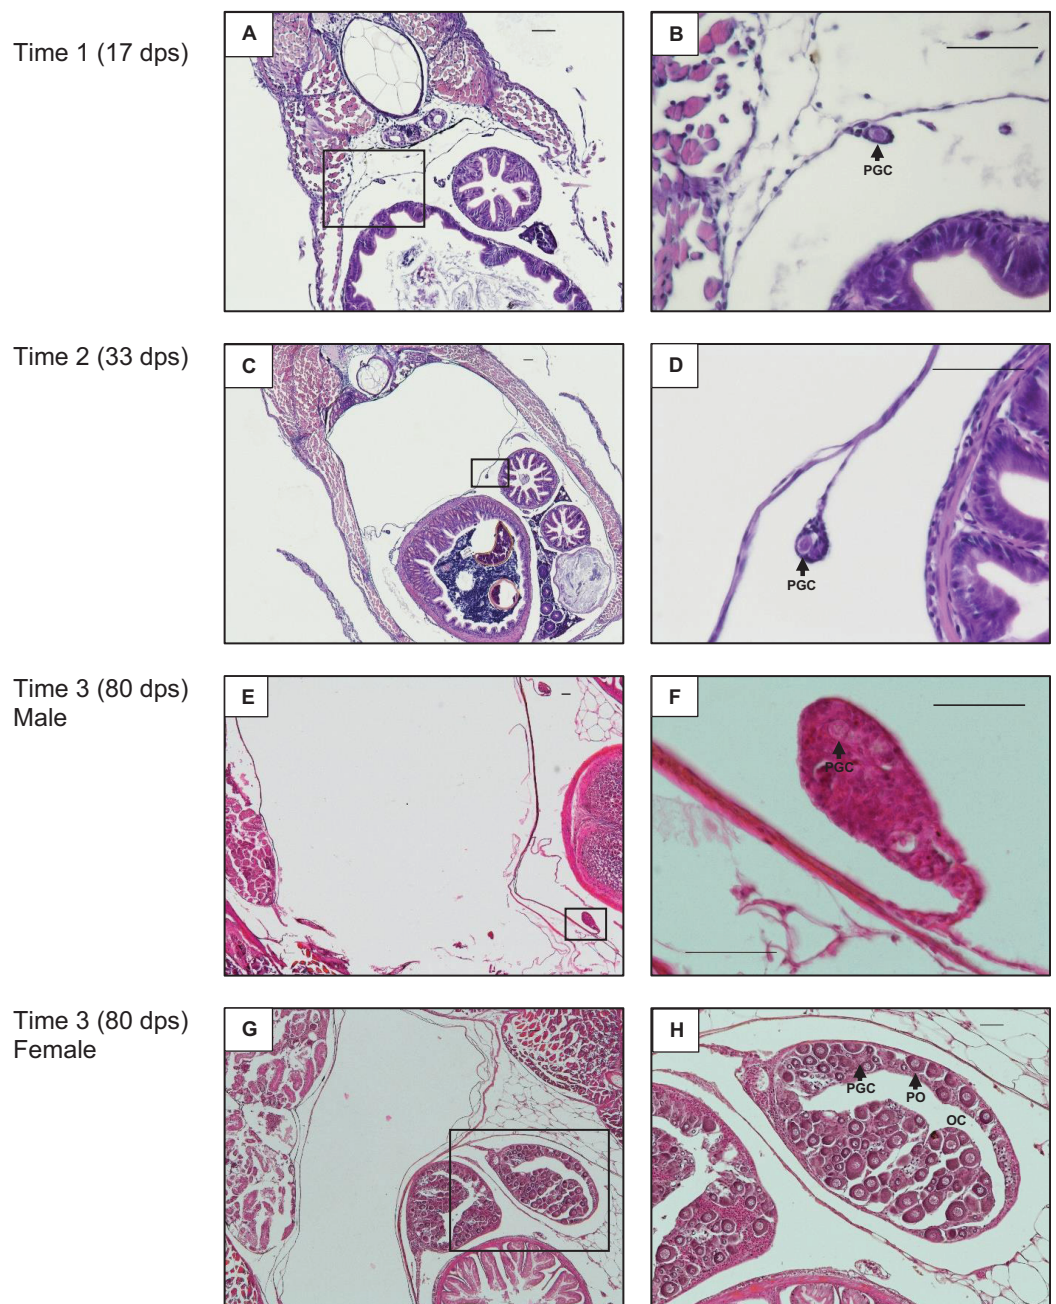 Time 1 (17 dps)
A
B
PGC
Time 2 (33 dps)
C
D
PGC
Time 3 (80 dps)
Male
E
F
PGC
Time 3 (80 dps)
Female
G
H
PGC
PO
OC